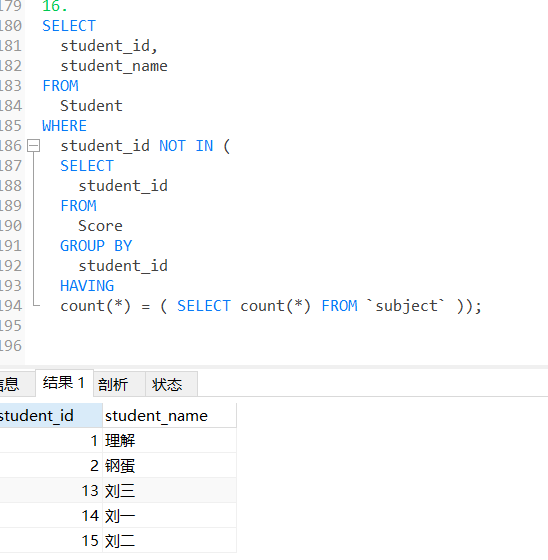 179 16.
180 SELECT
181 student_id,
182 student_name
183 FROM
184 Student
185 WHERE
186 student_id NOT IN (
187 SELECT
188 student_id
189 FROM
190 Score
191 GROUP BY
192 student_id
193 HAVING
194 count(*) = ( SELECT count(*) FROM `subject` ));
195
196
信息 结果 1 剖析 状态
student_id student_name
1 理解
2 钢蛋
13 刘三
14 刘一
15 刘二